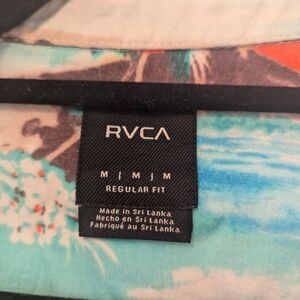 RVCA
M | M | M
REGULAR FIT
Made in Sri Lanka
Hecho en Sri Lanka
Fabriqué au Sri Lanka